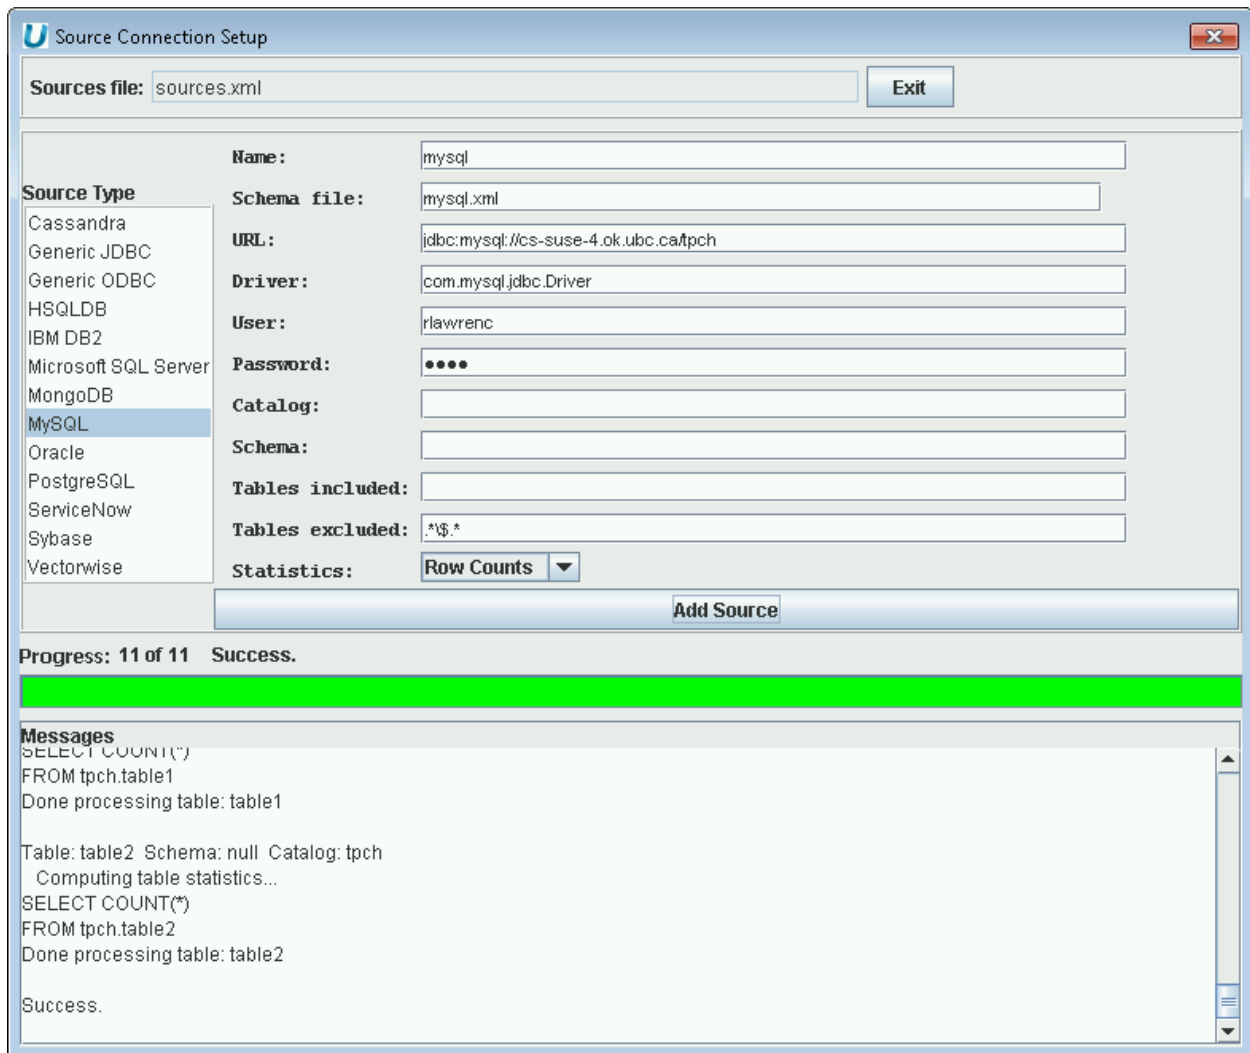 Source Connection Setup
Sources file: sources.xml Exit
Source Type
Cassandra
Generic JDBC
Generic ODBC
HSQLDB
IBM DB2
Microsoft SQL Server
MongoDB
MySQL
Oracle
PostgreSQL
ServiceNow
Sybase
Vectorwise
Name: mysql
Schema file: mysql.xml
URL: jdbc:mysql://cs-suse-4.ok.ubc.ca/tpch
Driver: com.mysql.jdbc.Driver
User: rlawrenc
Password: ●●●●
Catalog:
Schema:
Tables included:
Tables excluded: .*\$.*
Statistics: Row Counts
Add Source
Progress: 11 of 11 Success.
Messages
SELECT COUNT(*)
FROM tpch.table1
Done processing table: table1
Table: table2 Schema: null Catalog: tpch
Computing table statistics...
SELECT COUNT(*)
FROM tpch.table2
Done processing table: table2
Success.